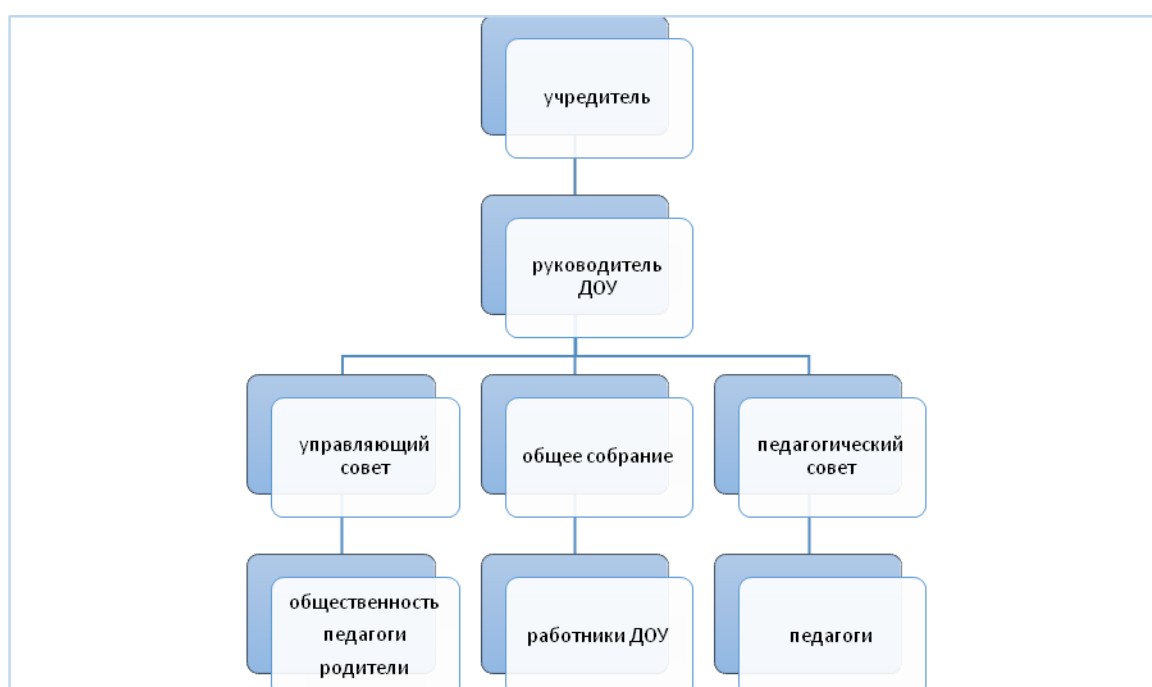 учредитель
руководитель
ДОУ
управляющий
совет
общее собрание
педагогический
совет
общественность
педагоги
родители
работники ДОУ
педагоги